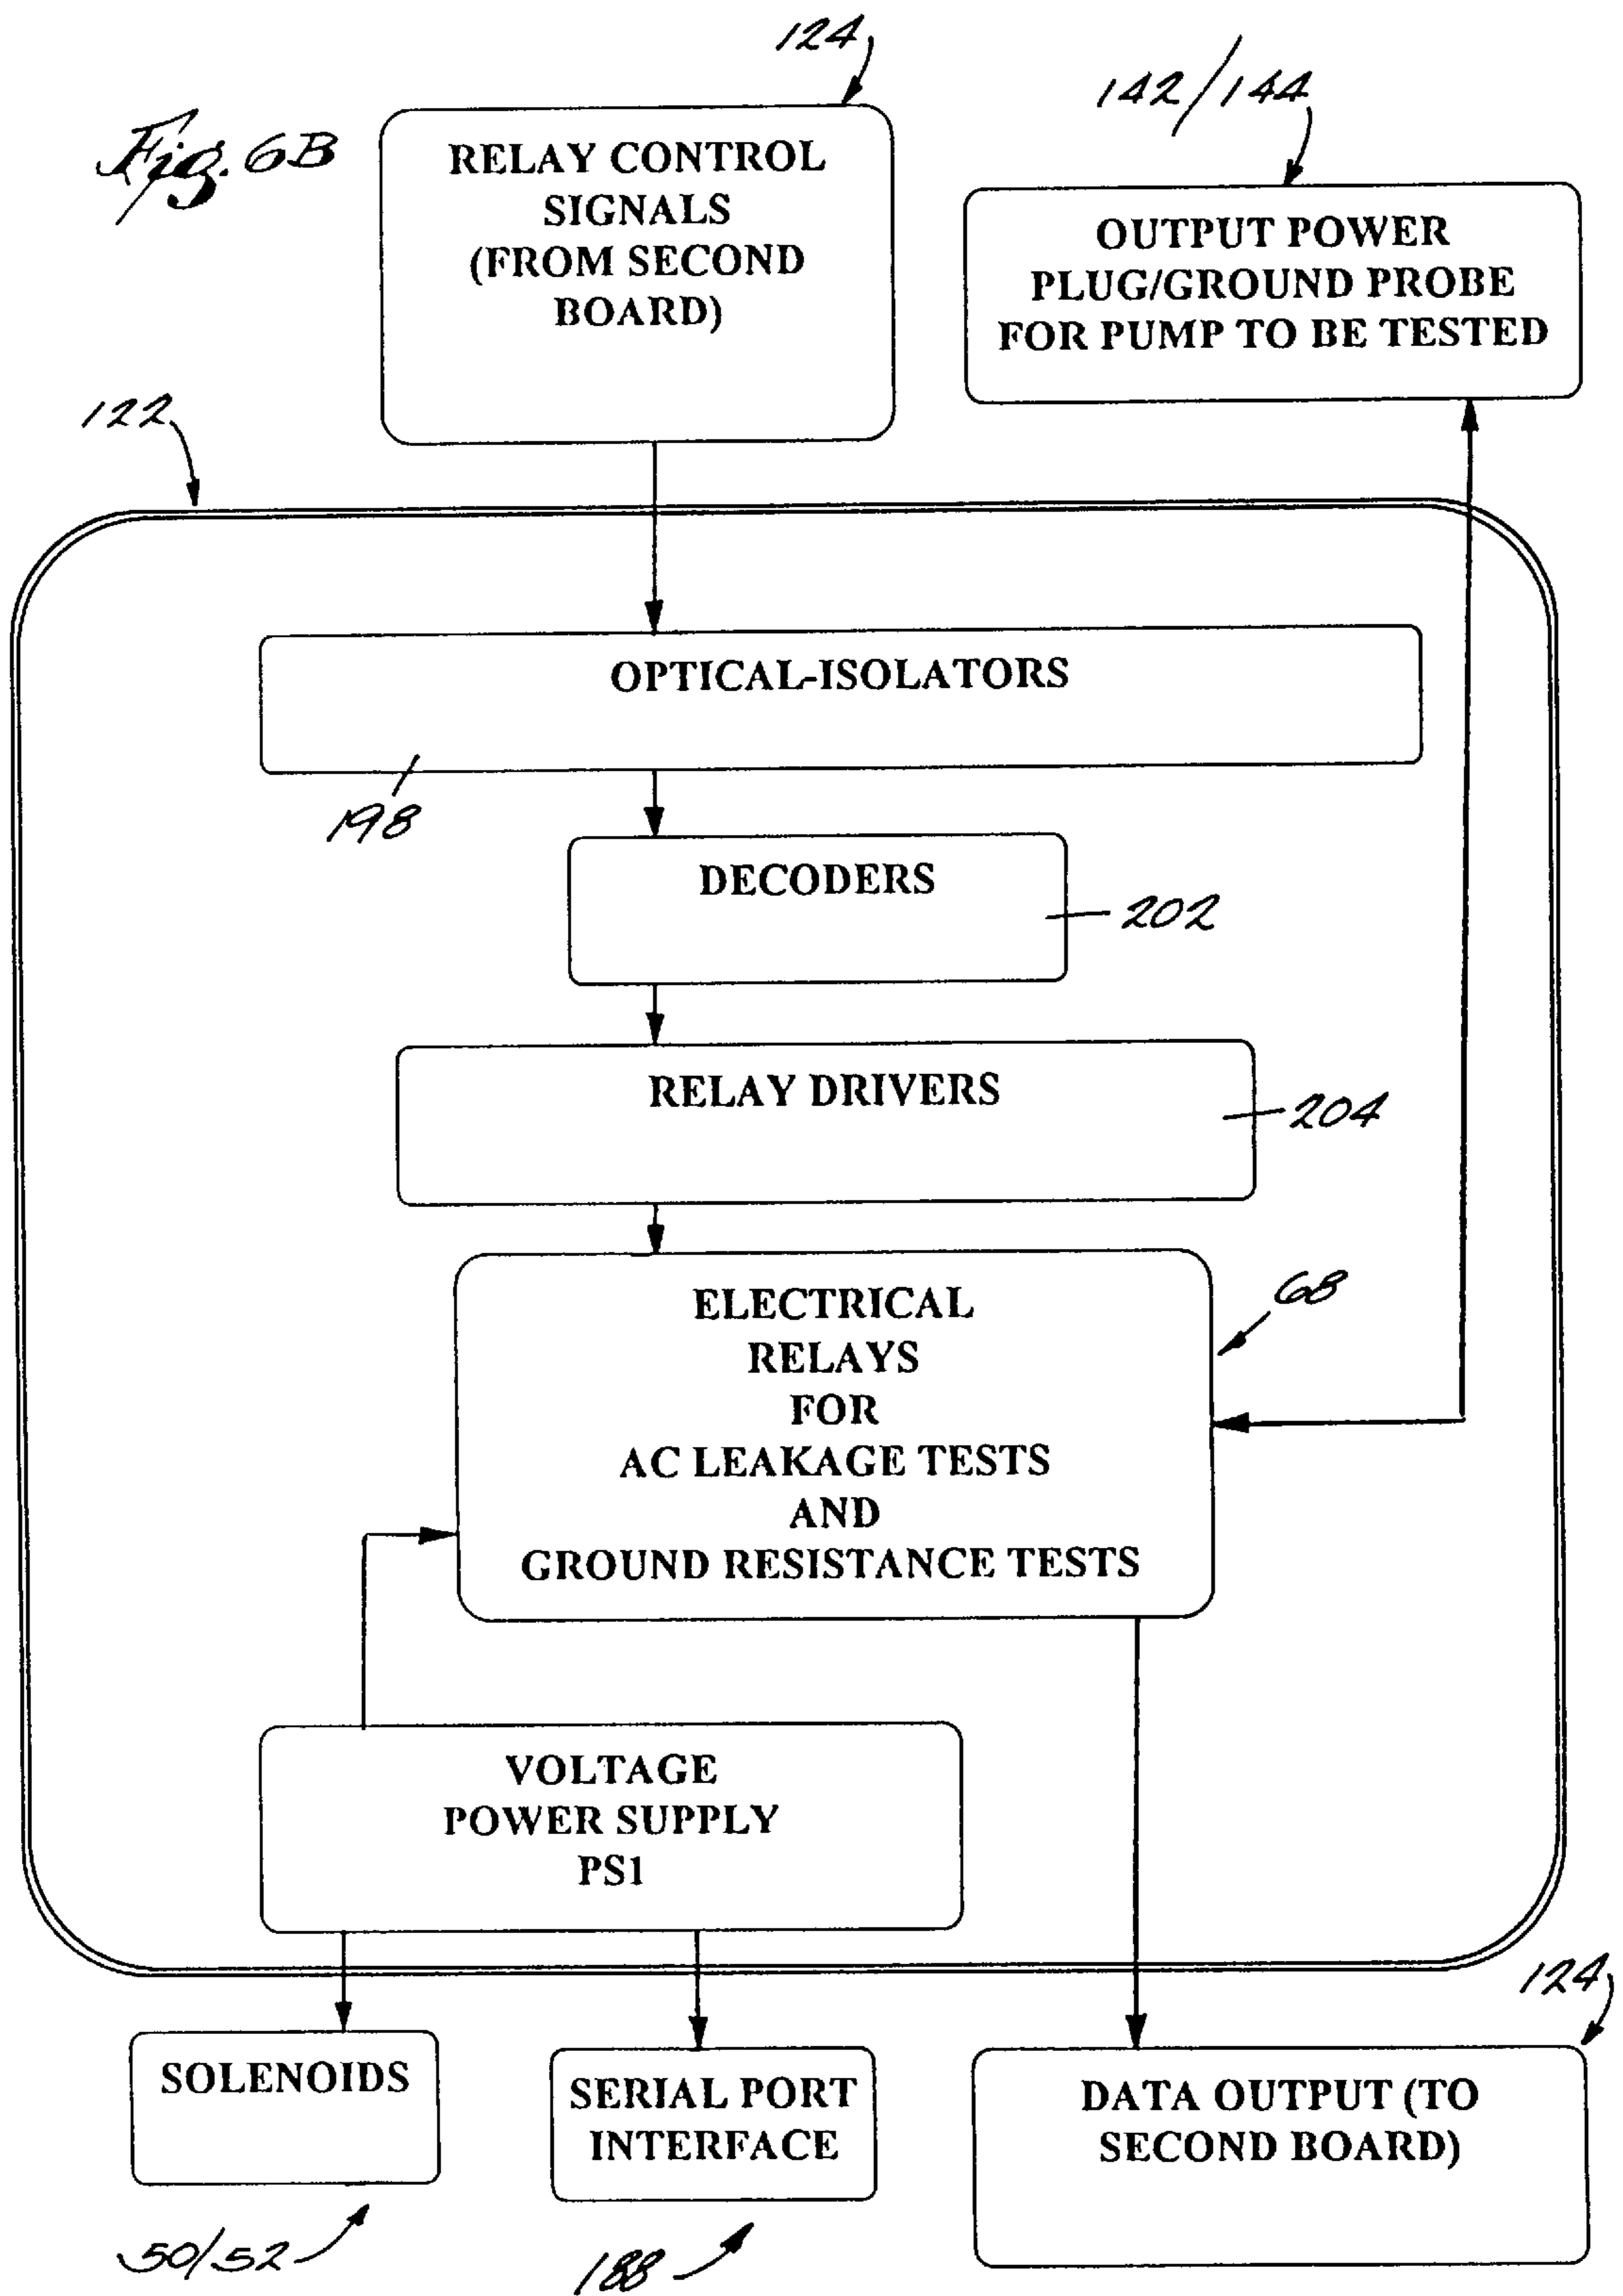 Fig. 6B
124
RELAY CONTROL
SIGNALS
(FROM SECOND
BOARD)
142/144
OUTPUT POWER
PLUG/GROUND PROBE
FOR PUMP TO BE TESTED
122
OPTICAL-ISOLATORS
198
DECODERS
202
RELAY DRIVERS
204
ELECTRICAL
RELAYS
FOR
AC LEAKAGE TESTS
AND
GROUND RESISTANCE TESTS
68
VOLTAGE
POWER SUPPLY
PS1
SOLENOIDS
50/52
SERIAL PORT
INTERFACE
188
124
DATA OUTPUT (TO
SECOND BOARD)